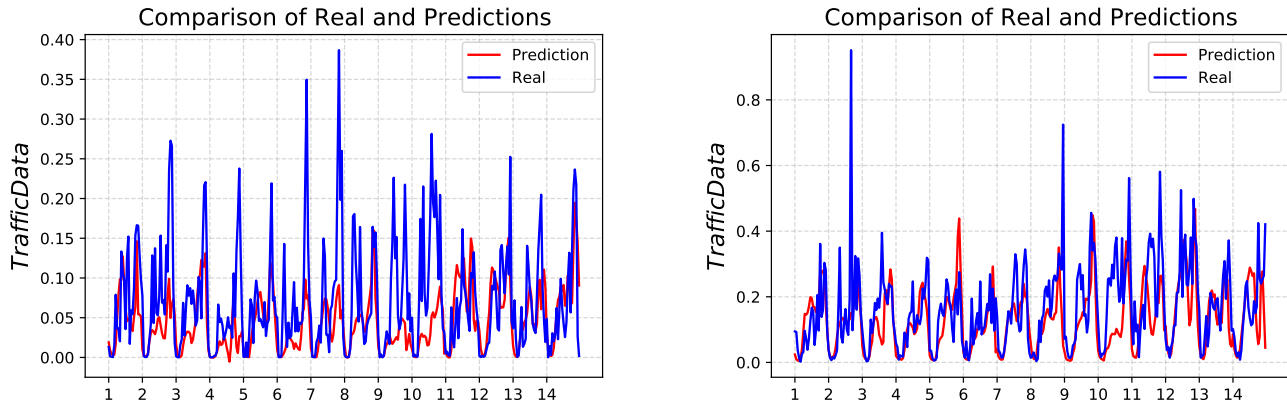 Comparison of Real and Predictions
TrafficData
0.40
0.35
0.30
0.25
0.20
0.15
0.10
0.05
0.00
1 2 3 4 5 6 7 8 9 10 11 12 13 14
Prediction
Real
Comparison of Real and Predictions
TrafficData
0.8
0.6
0.4
0.2
0.0
1 2 3 4 5 6 7 8 9 10 11 12 13 14
Prediction
Real